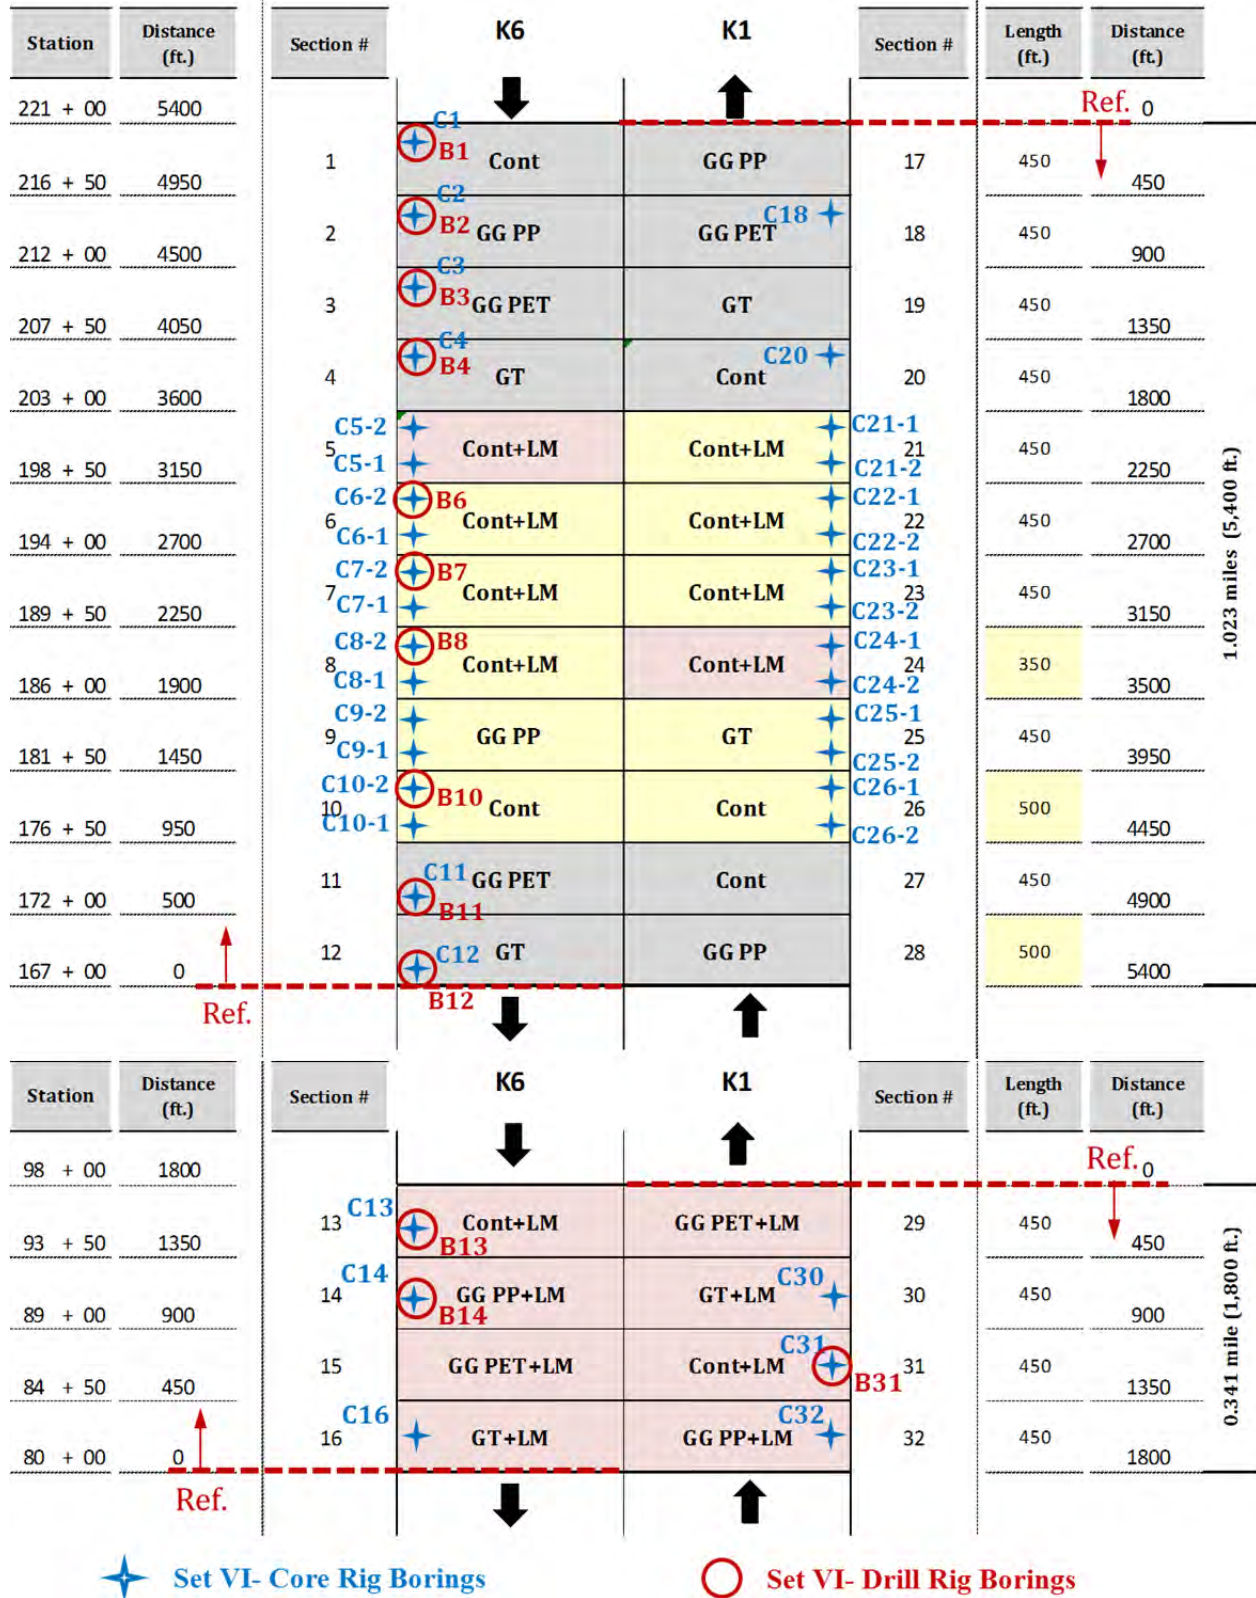 Station Distance (ft.) Section # K6 K1 Section # Length (ft.) Distance (ft.)
221 + 00 5400 Ref. 0
C1
1 B1 Cont GG PP 17 450
216 + 50 4950 450
C2
2 B2 GG PP GG PET C18 18 450
212 + 00 4500 900
C3
3 B3 GG PET GT 19 450
207 + 50 4050 1350
C4
4 B4 GT Cont C20 20 450
203 + 00 3600 1800
C5-2 C21-1
5 Cont+LM Cont+LM 21 450
C5-1 C21-2
198 + 50 3150 2250
C6-2 B6 C22-1
6 Cont+LM Cont+LM 22 450
C6-1 C22-2
194 + 00 2700 2700
C7-2 B7 C23-1
7 Cont+LM Cont+LM 23 450
C7-1 C23-2
189 + 50 2250 3150
C8-2 B8 C24-1
8 Cont+LM Cont+LM 24 350
C8-1 C24-2
186 + 00 1900 3500
C9-2 C25-1
9 GG PP GT 25 450
C9-1 C25-2
181 + 50 1450 3950
C10-2 B10 C26-1
10 Cont Cont 26 500
C10-1 C26-2
176 + 50 950 4450
11 C11 GG PET Cont 27 450
B11
172 + 00 500 4900
12 C12 GT GG PP 28 500
167 + 00 0 5400
B12
Ref.
1.023 miles (5,400 ft.)
Station Distance (ft.) Section # K6 K1 Section # Length (ft.) Distance (ft.)
98 + 00 1800 Ref. 0
13 C13 Cont+LM GG PET+LM 29 450
B13
93 + 50 1350 450
C14 C30
14 GG PP+LM GT+LM 30 450
B14
89 + 00 900 900
C31
15 GG PET+LM Cont+LM 31 450
B31
84 + 50 450 1350
C16 C32
16 GT+LM GG PP+LM 32 450
80 + 00 0 1800
Ref.
0.341 mile (1,800 ft.)
Set VI- Core Rig Borings Set VI- Drill Rig Borings